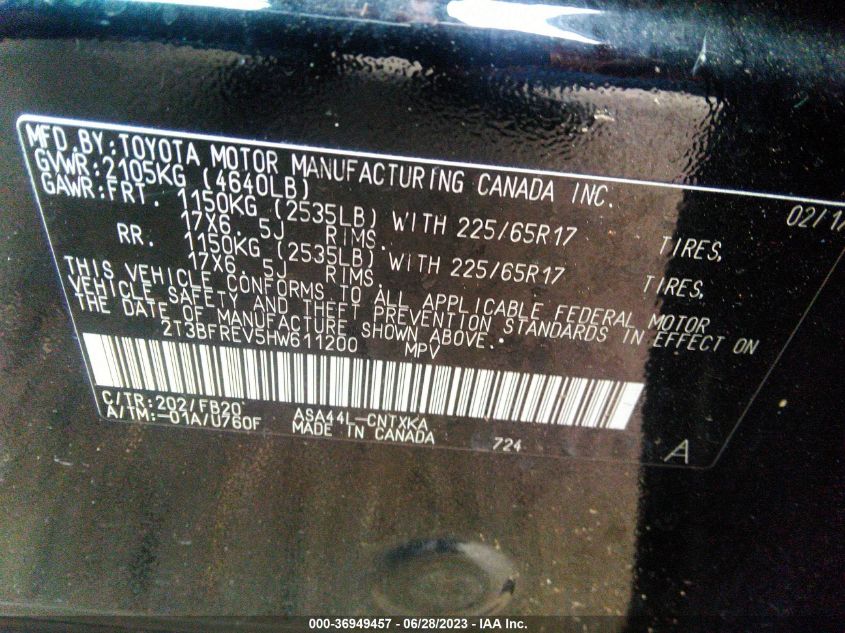 MFD.BY:TOYOTA MOTOR MANUFACTURING CANADA INC. 02/1
GVWR:2105KG (4640LB)
GAWR:FRT. 1150KG (2535LB) WITH 225/65R17 TIRES,
17X6. 5J RIMS.
RR. 1150KG (2535LB) WITH 225/65R17 TIRES,
17X6. 5J RIMS.
THIS VEHICLE CONFORMS TO ALL APPLICABLE FEDERAL MOTOR
VEHICLE SAFETY AND THEFT PREVENTION STANDARDS IN EFFECT ON
THE DATE OF MANUFACTURE SHOWN ABOVE.
2T3BFREV5HW611200 MPV
C/TR:202/FB20 ASA44L-CNTXKA
A/TM:-01A/U760F MADE IN CANADA 724 A
000-36949457 - 06/28/2023 - IAA Inc.